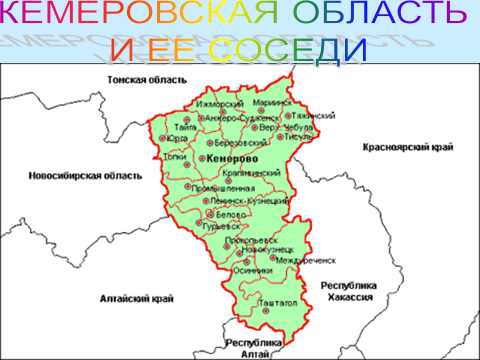 КЕМЕРОВСКАЯ ОБЛАСТЬ
И ЕЕ СОСЕДИ
Томская область
Ижморский
Мариинск
Тяжинский
Тайга
Анжеро-Судженск
Верх. Чебула
Юрга
Березовский
Тисуль
Красноярский край
Топки
Кемерово
Новосибирская область
Крапивинский
Промышленная
Ленинск-Кузнецкий
Белово
Гурьевск
Прокопьевск
Новокузнецк
Междуреченск
Осинники
Алтайский край
Республика
Хакассия
Таштагол
Республика
Алтай